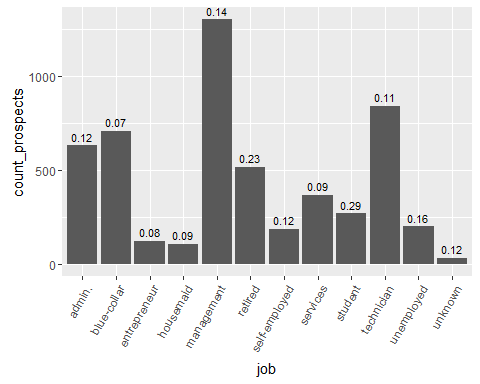 0.14
0.11
0.07
0.12
0.23
0.09
0.29
0.16
0.12
0.08
0.09
0.12
1000
500
0
count_prospects
admin.
blue-collar
entrepreneur
housemaid
management
retired
self-employed
services
student
technician
unemployed
unknown
job